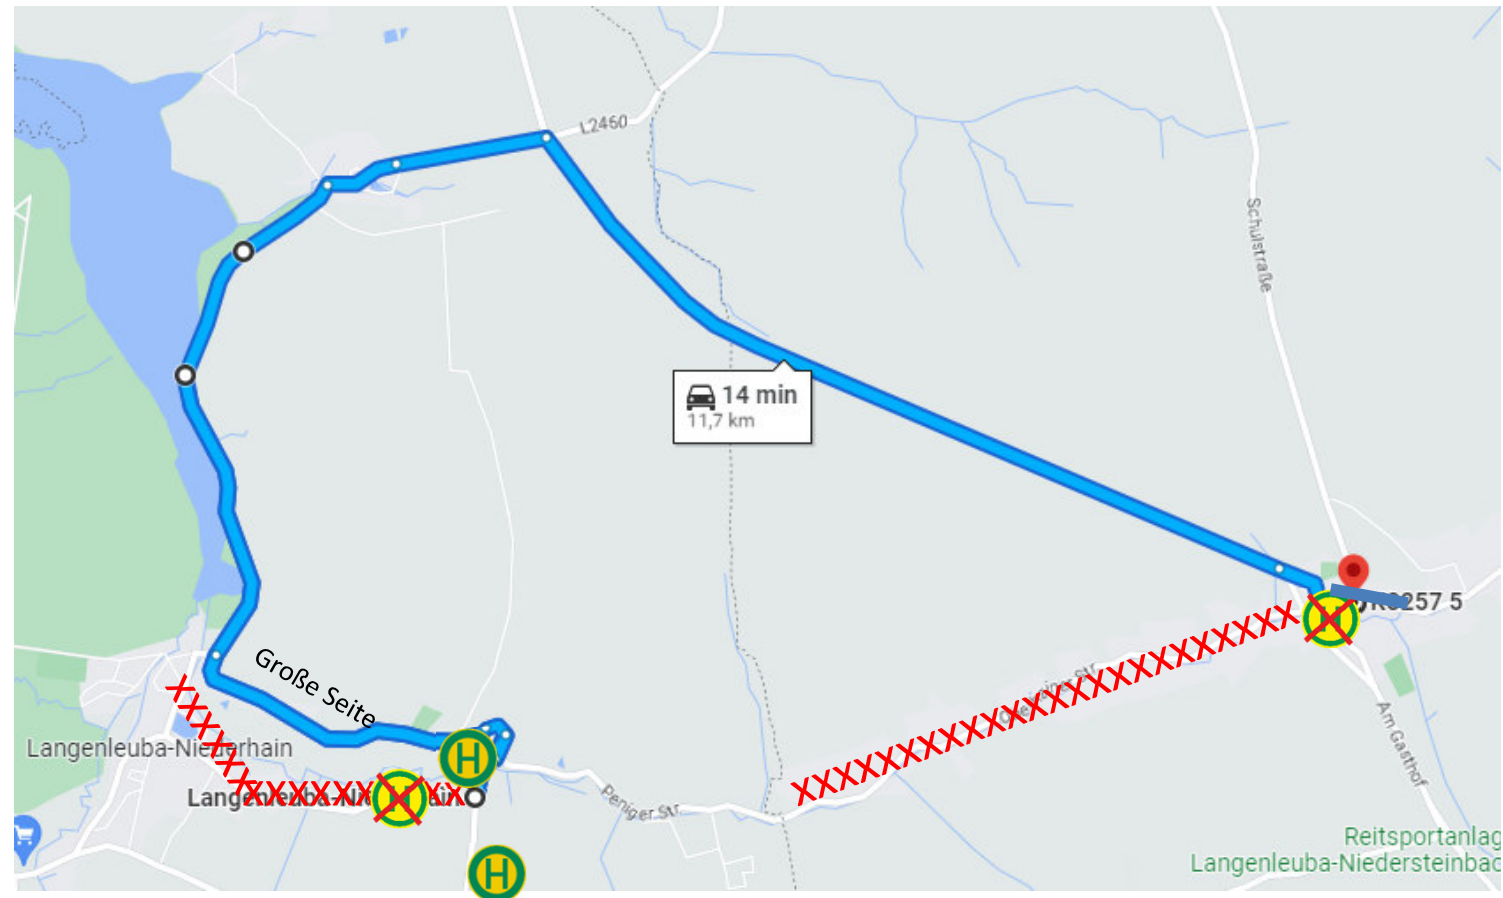 L2460
Schulstraße
14 min
11,7 km
K8257 5
Große Seite
Langenleuba-Niederhain
Peniger Str
Am Gasthof
Reitsportanlag
Langenleuba-Niedersteinbac
H
H